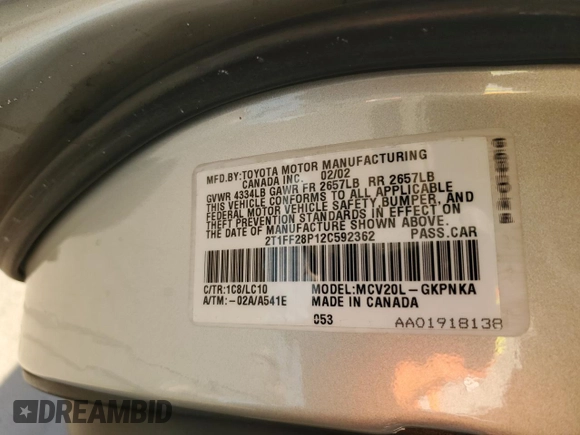 MFD.BY:TOYOTA MOTOR MANUFACTURING
CANADA INC. 02/02
GVWR 4334LB GAWR FR 2657LB RR 2657LB
THIS VEHICLE CONFORMS TO ALL APPLICABLE
FEDERAL MOTOR VEHICLE SAFETY, BUMPER, AND
THEFT PREVENTION STANDARDS IN EFFECT ON
THE DATE OF MANUFACTURE SHOWN ABOVE.
2T1FF28P12C592362 PASS.CAR
C/TR:1C8/LC10 MODEL:MCV20L-GKPNKA
A/TM:-02A/A541E MADE IN CANADA
053 AA01918138
DREAMBID